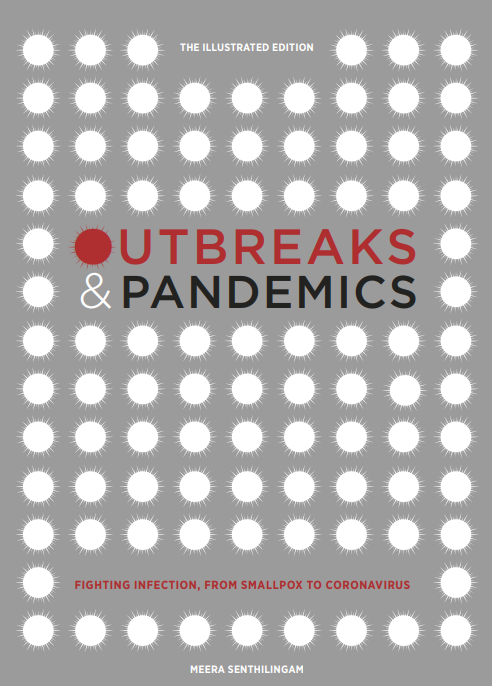 THE ILLUSTRATED EDITION
OUTBREAKS
& PANDEMICS
FIGHTING INFECTION, FROM SMALLPOX TO CORONAVIRUS
MEERA SENTHILINGAM